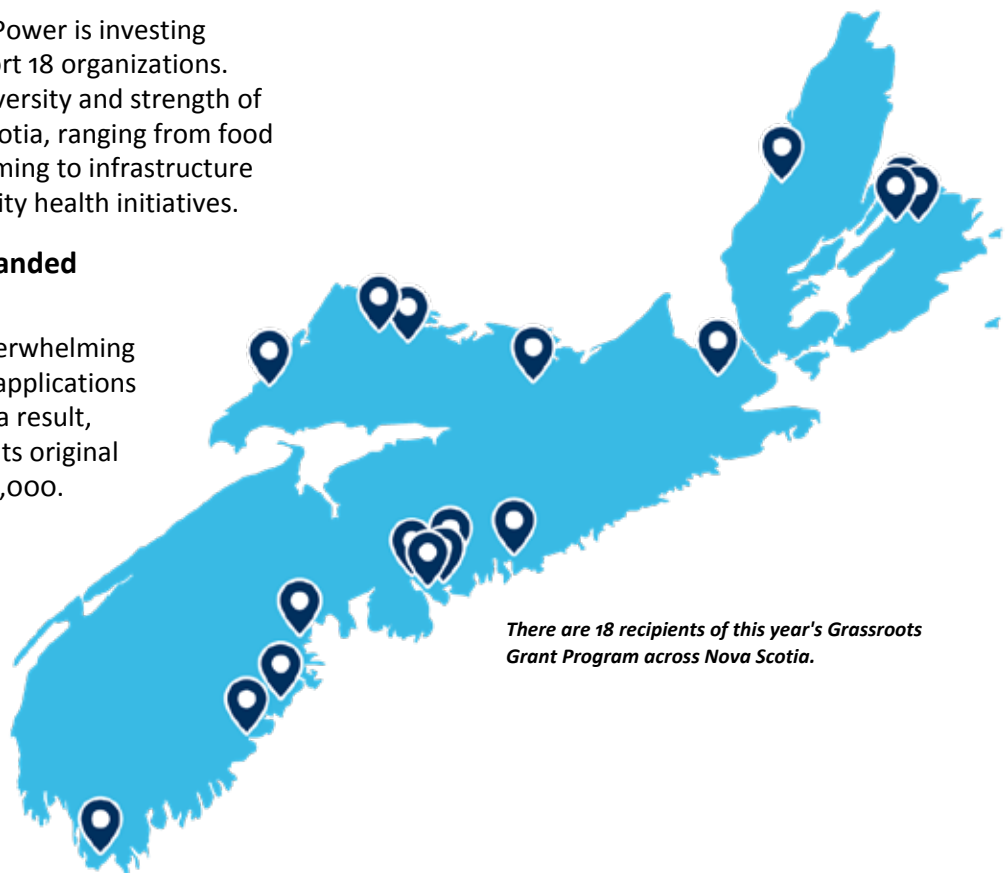 Power is investing
rt 18 organizations.
versity and strength of
otia, ranging from food
ming to infrastructure
ity health initiatives.
anded
erwhelming
applications
a result,
ts original
,000.
There are 18 recipients of this year's Grassroots
Grant Program across Nova Scotia.